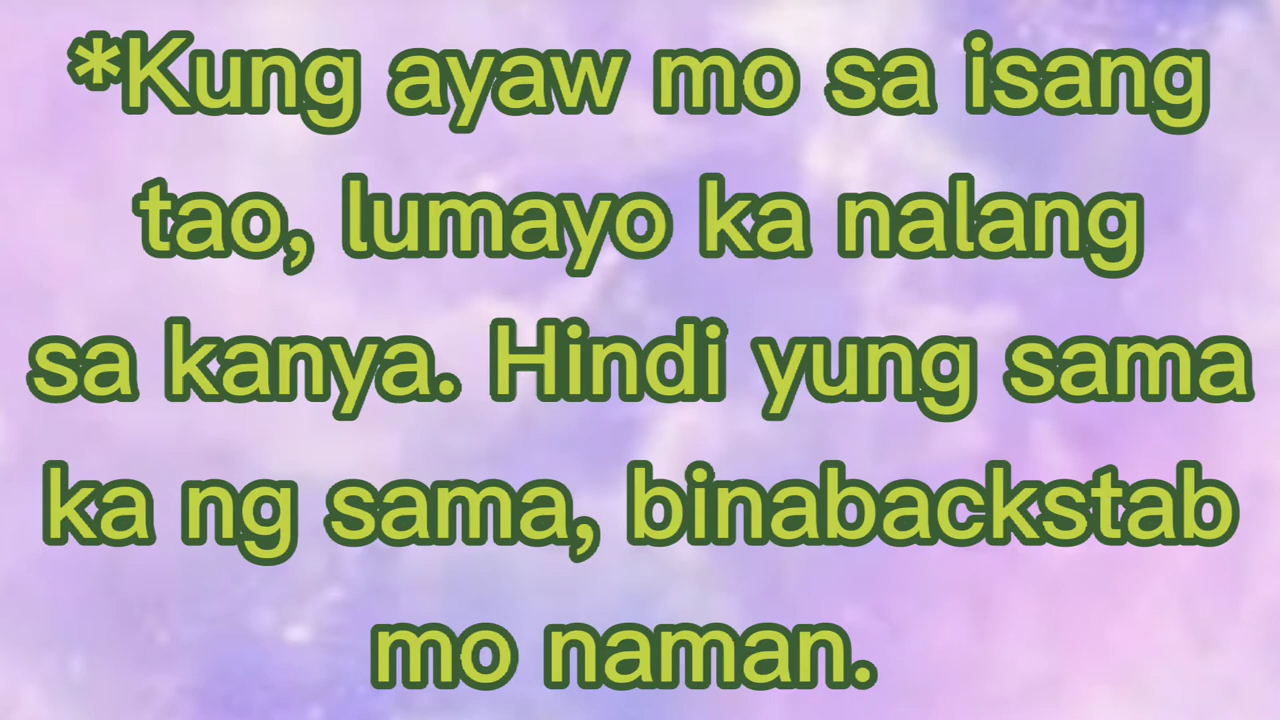 *Kung ayaw mo sa isang
tao, lumayo ka nalang
sa kanya. Hindi yung sama
ka ng sama, binabackstab
mo naman.